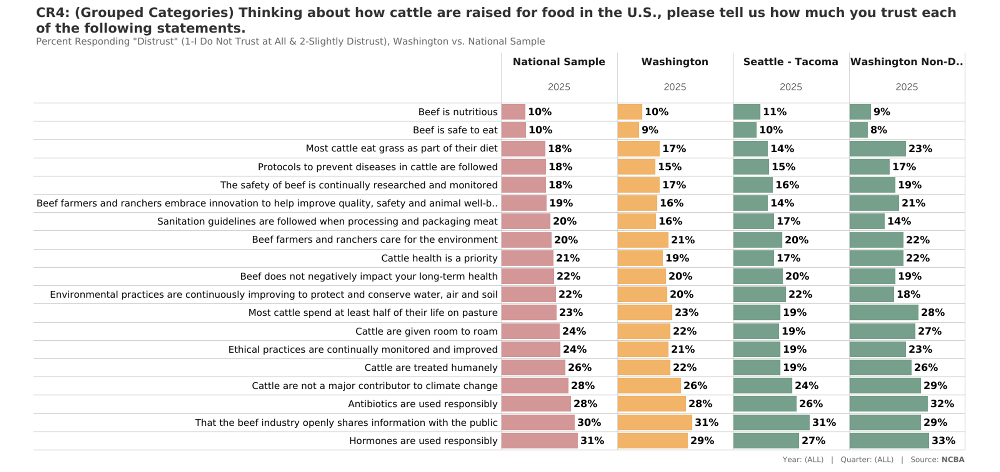 CR4: (Grouped Categories) Thinking about how cattle are raised for food in the U.S., please tell us how much you trust each
of the following statements.
Percent Responding "Distrust" (1-I Do Not Trust at All & 2-Slightly Distrust), Washington vs. National Sample
National Sample Washington Seattle - Tacoma Washington Non-D..
2025 2025 2025 2025
Beef is nutritious 10% 10% 11% 9%
Beef is safe to eat 10% 9% 10% 8%
Most cattle eat grass as part of their diet 18% 17% 14% 23%
Protocols to prevent diseases in cattle are followed 18% 15% 15% 17%
The safety of beef is continually researched and monitored 18% 17% 16% 19%
Beef farmers and ranchers embrace innovation to help improve quality, safety and animal well-b.. 19% 16% 14% 21%
Sanitation guidelines are followed when processing and packaging meat 20% 16% 17% 14%
Beef farmers and ranchers care for the environment 20% 21% 20% 22%
Cattle health is a priority 21% 19% 17% 22%
Beef does not negatively impact your long-term health 22% 20% 20% 19%
Environmental practices are continuously improving to protect and conserve water, air and soil 22% 20% 22% 18%
Most cattle spend at least half of their life on pasture 23% 23% 19% 28%
Cattle are given room to roam 24% 22% 19% 27%
Ethical practices are continually monitored and improved 24% 21% 19% 23%
Cattle are treated humanely 26% 22% 19% 26%
Cattle are not a major contributor to climate change 28% 26% 24% 29%
Antibiotics are used responsibly 28% 28% 26% 32%
That the beef industry openly shares information with the public 30% 31% 31% 29%
Hormones are used responsibly 31% 29% 27% 33%
Year: (ALL) | Quarter: (ALL) | Source: NCBA